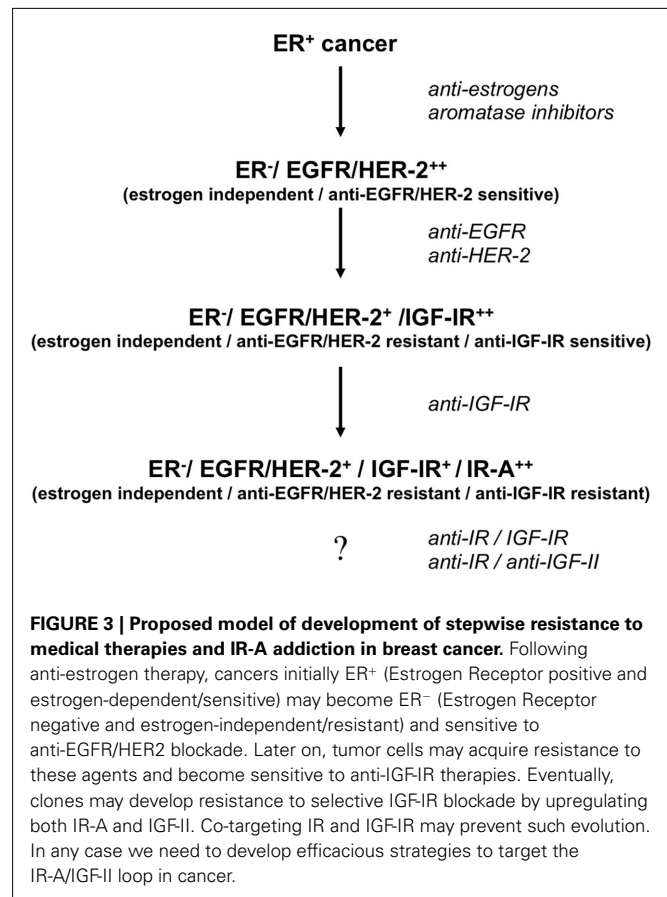 ER⁺ cancer
anti-estrogens
aromatase inhibitors
ER⁻/ EGFR/HER-2⁺⁺
(estrogen independent / anti-EGFR/HER-2 sensitive)
anti-EGFR
anti-HER-2
ER⁻/ EGFR/HER-2⁺ /IGF-IR⁺⁺
(estrogen independent / anti-EGFR/HER-2 resistant / anti-IGF-IR sensitive)
anti-IGF-IR
ER⁻/ EGFR/HER-2⁺ / IGF-IR⁺ / IR-A⁺⁺
(estrogen independent / anti-EGFR/HER-2 resistant / anti-IGF-IR resistant)
?
anti-IR / IGF-IR
anti-IR / anti-IGF-II
FIGURE 3 | Proposed model of development of stepwise resistance to
medical therapies and IR-A addiction in breast cancer. Following
anti-estrogen therapy, cancers initially ER⁺ (Estrogen Receptor positive and
estrogen-dependent/sensitive) may become ER⁻ (Estrogen Receptor
negative and estrogen-independent/resistant) and sensitive to
anti-EGFR/HER2 blockade. Later on, tumor cells may acquire resistance to
these agents and become sensitive to anti-IGF-IR therapies. Eventually,
clones may develop resistance to selective IGF-IR blockade by upregulating
both IR-A and IGF-II. Co-targeting IR and IGF-IR may prevent such evolution.
In any case we need to develop efficacious strategies to target the
IR-A/IGF-II loop in cancer.